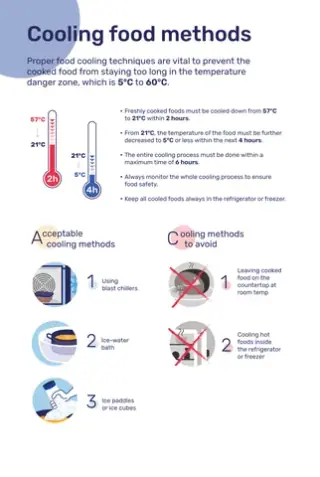 Cooling food methods
Proper food cooling techniques are vital to prevent the
cooked food from staying too long in the temperature
danger zone, which is 5°C to 60°C.
57°C
21°C
2h
21°C
5°C
4h
• Freshly cooked foods must be cooled down from 57°C
to 21°C within 2 hours.
• From 21°C, the temperature of the food must be further
decreased to 5°C or less within the next 4 hours.
• The entire cooling process must be done within a
maximum time of 6 hours.
• Always monitor the whole cooling process to ensure
food safety.
• Keep all cooled foods always in the refrigerator or freezer.
Acceptable
cooling methods
1 Using
blast chillers
2 Ice-water
bath
3 Ice paddles
or ice cubes
Cooling methods
to avoid
1 Leaving cooked
food on the
countertop at
room temp
2 Cooling hot
foods inside
the refrigerator
or freezer